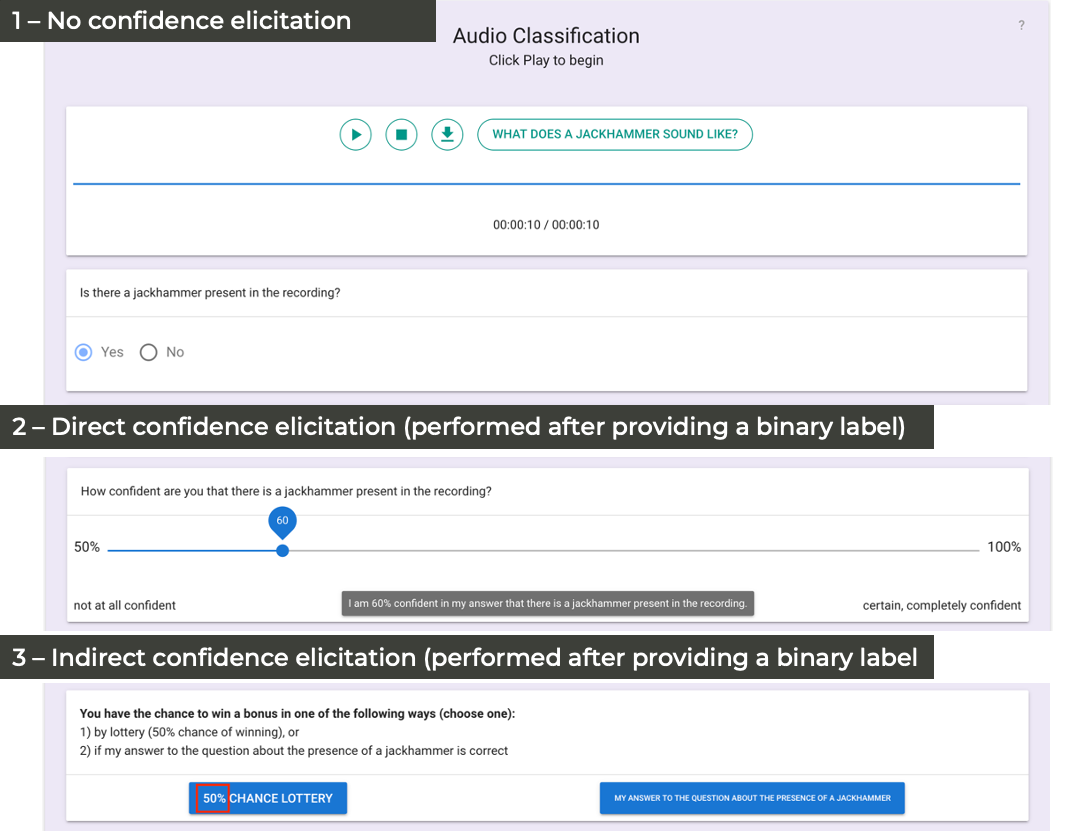 1 – No confidence elicitation
?
Audio Classification
Click Play to begin
WHAT DOES A JACKHAMMER SOUND LIKE?
00:00:10 / 00:00:10
Is there a jackhammer present in the recording?
Yes No
2 – Direct confidence elicitation (performed after providing a binary label)
How confident are you that there is a jackhammer present in the recording?
60
50% 100%
not at all confident I am 60% confident in my answer that there is a jackhammer present in the recording. certain, completely confident
3 – Indirect confidence elicitation (performed after providing a binary label
You have the chance to win a bonus in one of the following ways (choose one):
1) by lottery (50% chance of winning), or
2) if my answer to the question about the presence of a jackhammer is correct
50% CHANCE LOTTERY MY ANSWER TO THE QUESTION ABOUT THE PRESENCE OF A JACKHAMMER